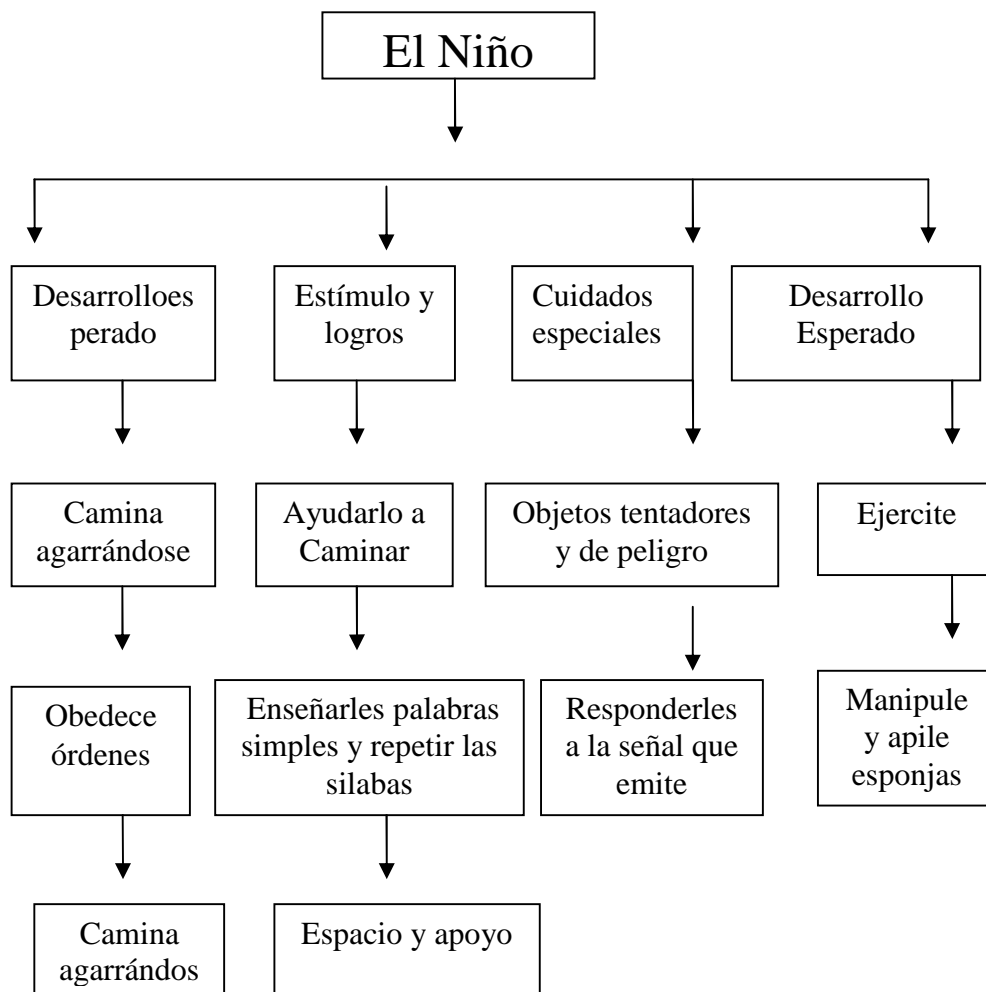 El Niño
Desarrolloes
perado
Estímulo y
logros
Cuidados
especiales
Desarrollo
Esperado
Camina
agarrándose
Ayudarlo a
Caminar
Objetos tentadores
y de peligro
Ejercite
Obedece
órdenes
Enseñarles palabras
simples y repetir las
silabas
Responderles
a la señal que
emite
Manipule
y apile
esponjas
Camina
agarrándos
Espacio y apoyo